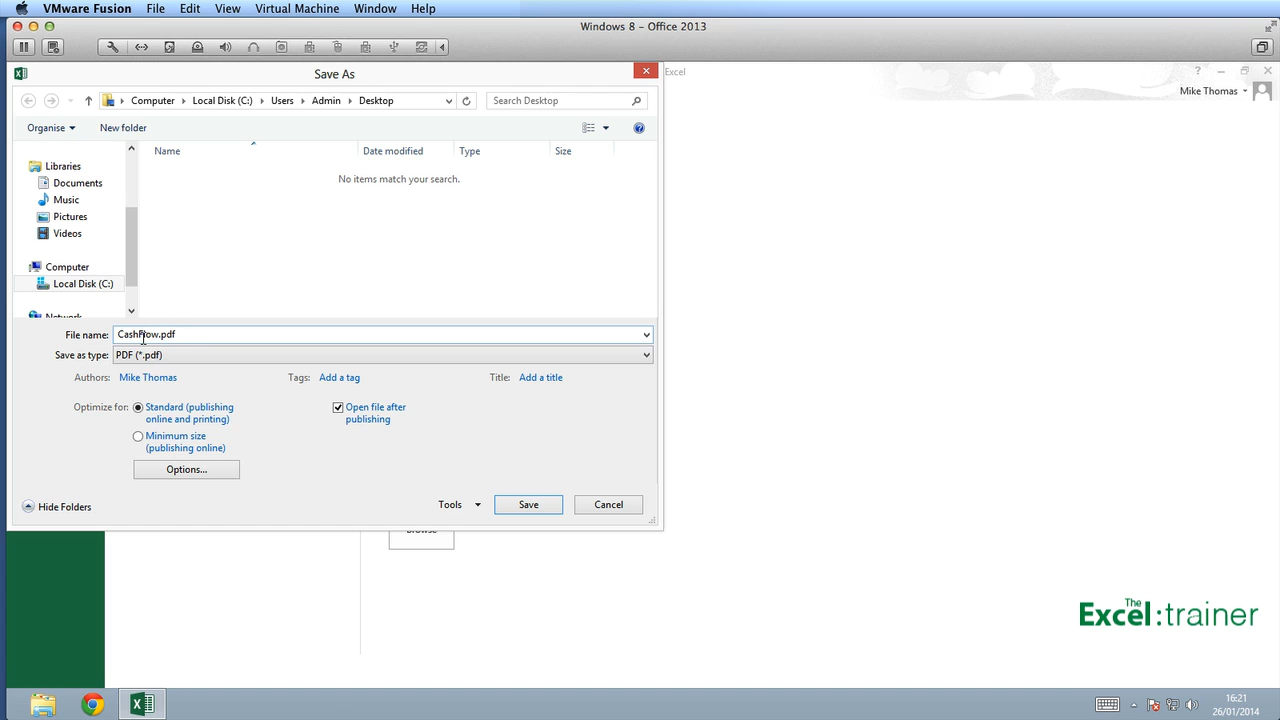 VMware Fusion File Edit View Virtual Machine Window Help
Windows 8 – Office 2013
Save As
Excel
Mike Thomas
Computer Local Disk (C:) Users Admin Desktop
Search Desktop
Organise New folder
Name Date modified Type Size
No items match your search.
Libraries
Documents
Music
Pictures
Videos
Computer
Local Disk (C:)
Network
File name: CashFlow.pdf
Save as type: PDF (*.pdf)
Authors: Mike Thomas Tags: Add a tag Title: Add a title
Optimize for: Standard (publishing
online and printing)
Open file after
publishing
Minimum size
(publishing online)
Options...
Hide Folders
Tools Save Cancel
Browse
The
Excel:trainer
16:21
26/01/2014